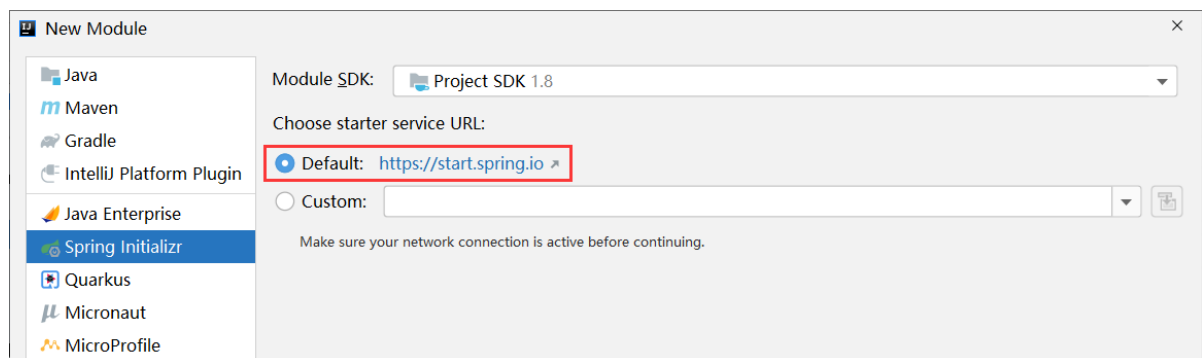 New Module
Java
Maven
Gradle
IntelliJ Platform Plugin
Java Enterprise
Spring Initializr
Quarkus
Micronaut
MicroProfile
Module SDK: Project SDK 1.8
Choose starter service URL:
Default: https://start.spring.io
Custom:
Make sure your network connection is active before continuing.